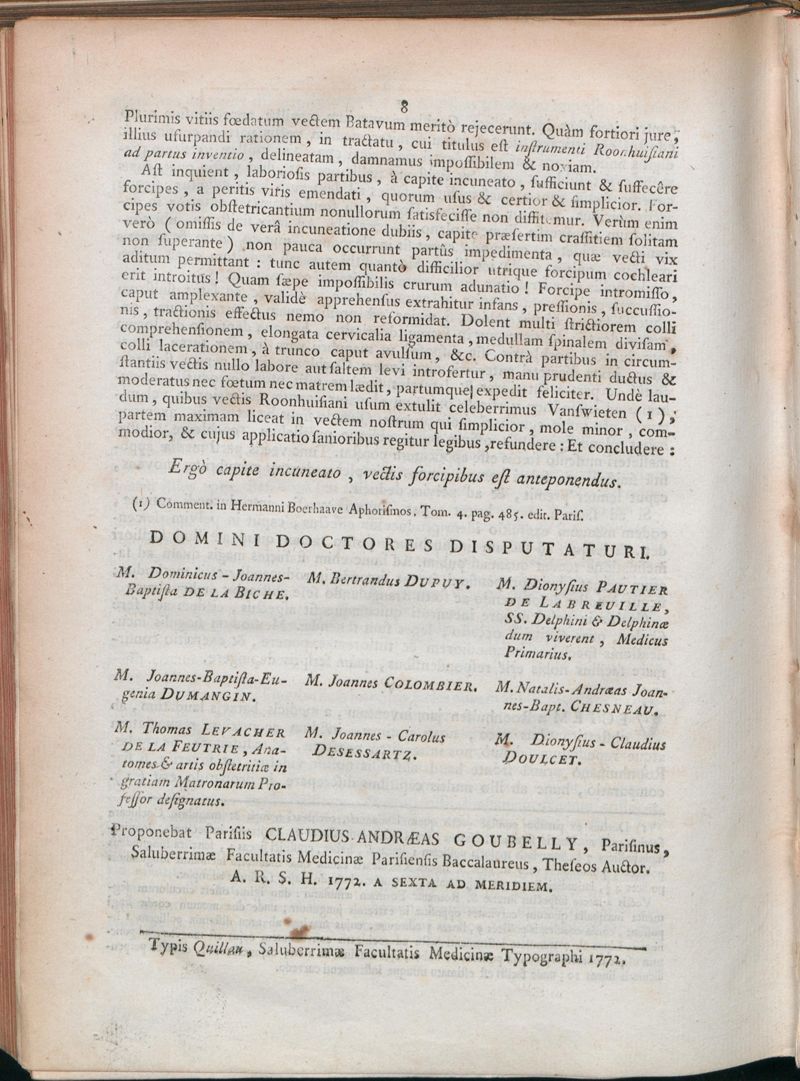 8
Plurimis vitiis fœdatum vectem Batavum meritò rejecerunt. Quàm fortiori jure,
illius uſurpandi rationem, in tractatu, cui titulus eſt inſtrumenti Roonhuiſiani
ad partus inventio, delineatam, damnamus impoſſibilem & noxiam.
Aſt inquient, laborioſis partibus, à capite incuneato, ſufficiunt & ſuffecêre
forcipes, a peritis viris emendati, quorum uſus & certior & ſimplicior. For-
cipes votis obſtetricantium nonullorum ſatisfeciſſe non diffitemur. Verùm enim
verò (omiſſis de verâ incuneatione dubiis, capite præſertim craſſitiem ſolitam
non ſuperante) non pauca occurrunt partûs impedimenta, quæ vecti vix
aditum permittant : tunc autem quantò difficilior utrique forcipum cochleari
erit introitus! Quam ſæpe impoſſibilis crurum adunatio! Forcipe intromiſſo,
caput amplexante, validè apprehenſus extrahitur infans, preſſionis, ſuccuſſio-
nis, tractionis effectus nemo non reformidat. Dolent multi ſtrictiorem colli
comprehenſionem, elongata cervicalia ligamenta, medullam ſpinalem diviſam,
colli lacerationem, à trunco caput avulſum, &c. Contrà partibus in circum-
ſtantiis vectis nullo labore aut ſaltem levi introfertur, manu prudenti ductus &
moderatus nec fœtum nec matrem lædit, partumque expedit feliciter. Undè lau-
dum, quibus vectis Roonhuiſiani uſum extulit celeberrimus Vanſwieten (1),
partem maximam liceat in vectem noſtrum qui ſimplicior, mole minor, com-
modior, & cujus applicatio ſanioribus regitur legibus, refundere : Et concludere :
Ergò capite incuneato, vectis forcipibus eſt anteponendus.
(1) Comment. in Hermanni Boerhaave Aphoriſmos. Tom. 4. pag. 485. edit. Pariſ.
DOMINI DOCTORES DISPUTATURI.
M. Dominicus-Joannes-
Baptiſta DE LA BICHE.
M. Bertrandus DUPUY.
M. Dionyſius PAUTIER
DE LABREUILLE,
SS. Delphini & Delphinæ
dum viverent, Medicus
Primarius.
M. Joannes-Baptiſta-Eu-
genia DUMANGIN.
M. Joannes COLOMBIER.
M. Natalis-Andræas Joan-
nes-Bapt. CHESNEAU.
M. Thomas LEVACHER
DE LA FEUTRIE, Ana-
tomes & artis obſtetritiæ in
gratiam Matronarum Pro-
feſſor deſignatus.
M. Joannes-Carolus
DESESSARTZ.
M. Dionyſius-Claudius
DOULCET.
Proponebat Pariſiis CLAUDIUS-ANDRÆAS GOUBELLY, Pariſinus,
Saluberrimæ Facultatis Medicinæ Pariſienſis Baccalaureus, Theſeos Auctor.
A. R. S. H. 1772. A SEXTA AD MERIDIEM.
Typis Quillau, Saluberrimæ Facultatis Medicinæ Typographi 1772.